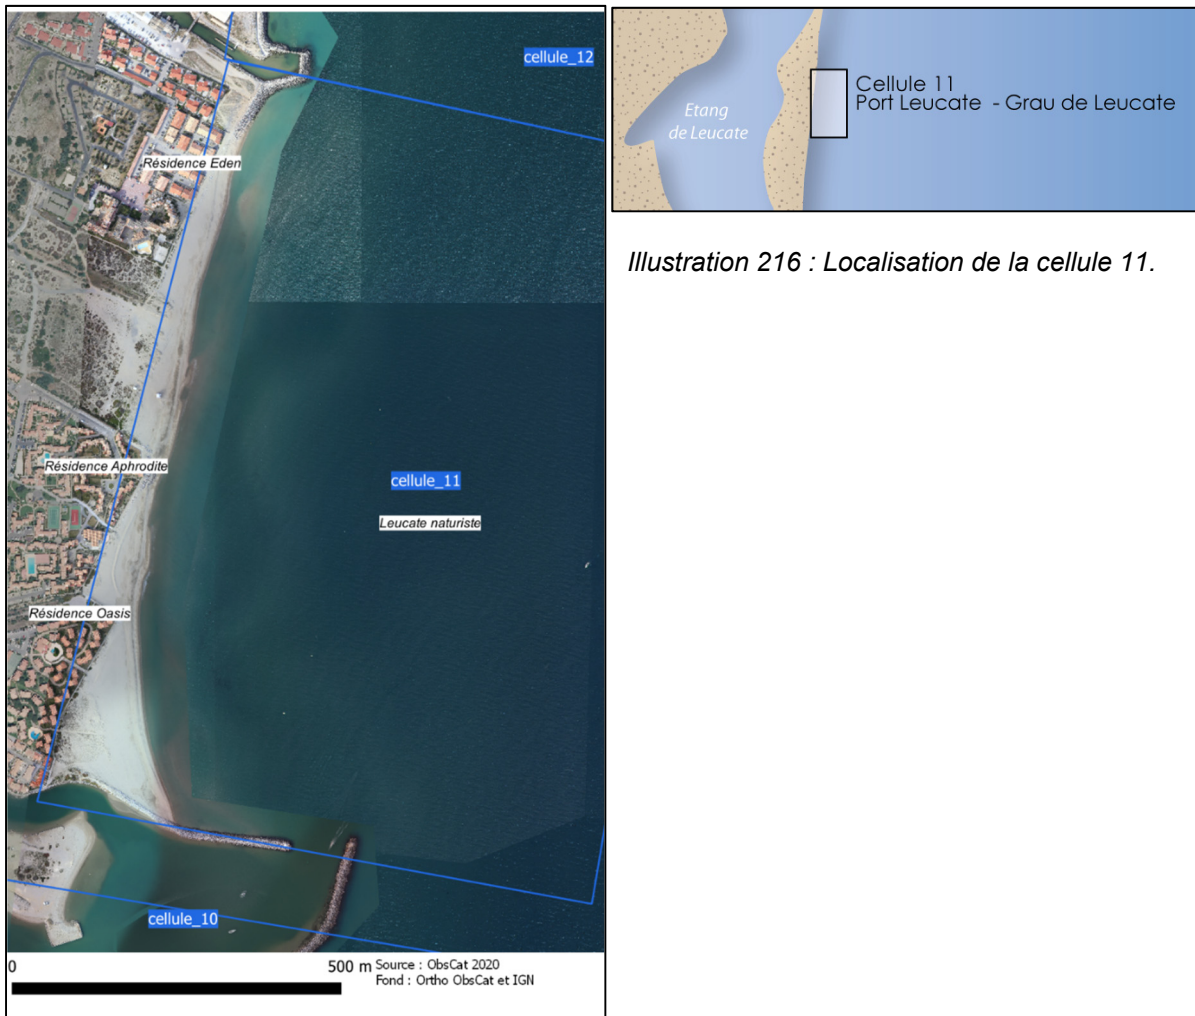 cellule_12
Résidence Eden
Résidence Aphrodite
cellule_11
Leucate naturiste
Résidence Oasis
cellule_10
0 500 m
Source : ObsCat 2020
Fond : Ortho ObsCat et IGN
Etang
de Leucate
Cellule 11
Port Leucate - Grau de Leucate
Illustration 216 : Localisation de la cellule 11.